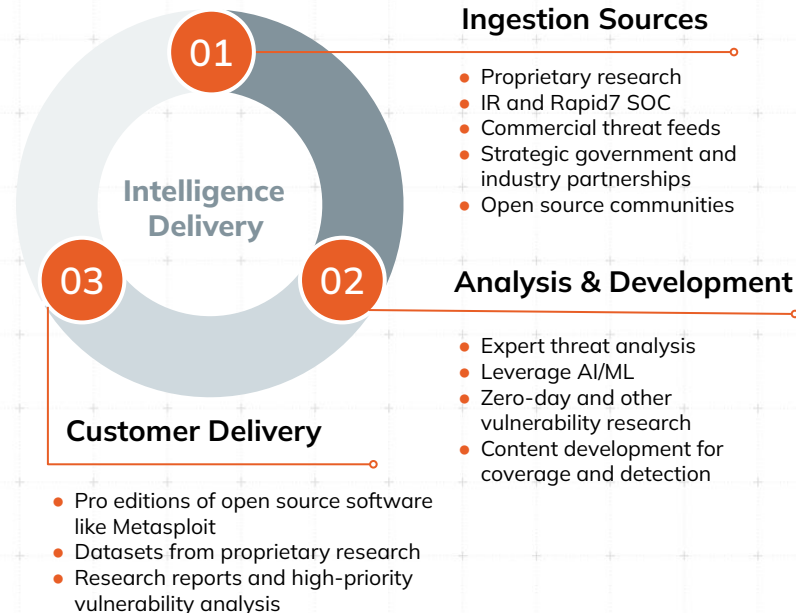 01
Ingestion Sources
Proprietary research
IR and Rapid7 SOC
Commercial threat feeds
Strategic government and
industry partnerships
Open source communities
Intelligence
Delivery
03
02
Analysis & Development
Expert threat analysis
Leverage AI/ML
Zero-day and other
vulnerability research
Content development for
coverage and detection
Customer Delivery
Pro editions of open source software
like Metasploit
Datasets from proprietary research
Research reports and high-priority
vulnerability analysis